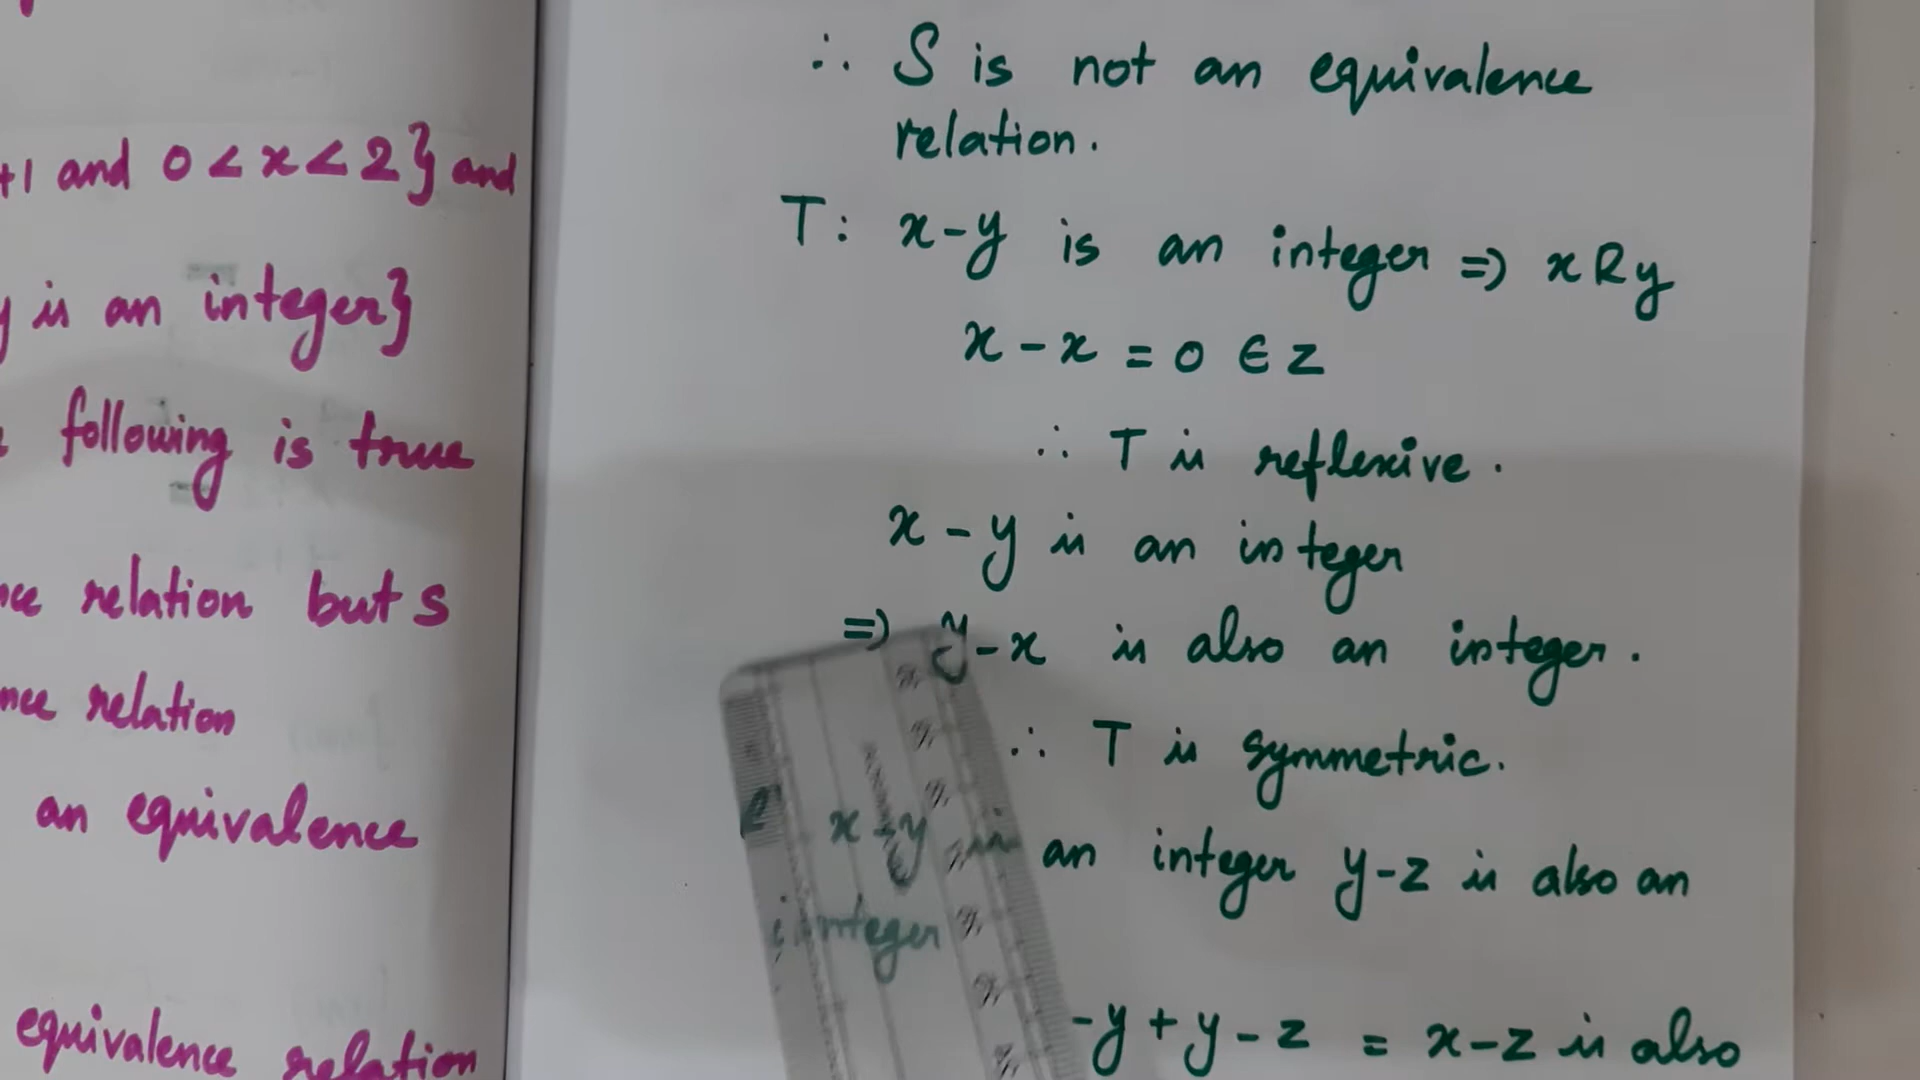 +1 and 0 < x < 2} and
y is an integer}
following is true
relation but S
relation
an equivalence
equivalence relation
∴ S is not an equivalence
relation.
T: x-y is an integer ⇒ x R y
x - x = 0 ∈ Z
∴ T is reflexive.
x - y is an integer
⇒ y - x is also an integer.
∴ T is symmetric.
x - y is an integer y-z is also an
integer
-y + y - z = x-z is also